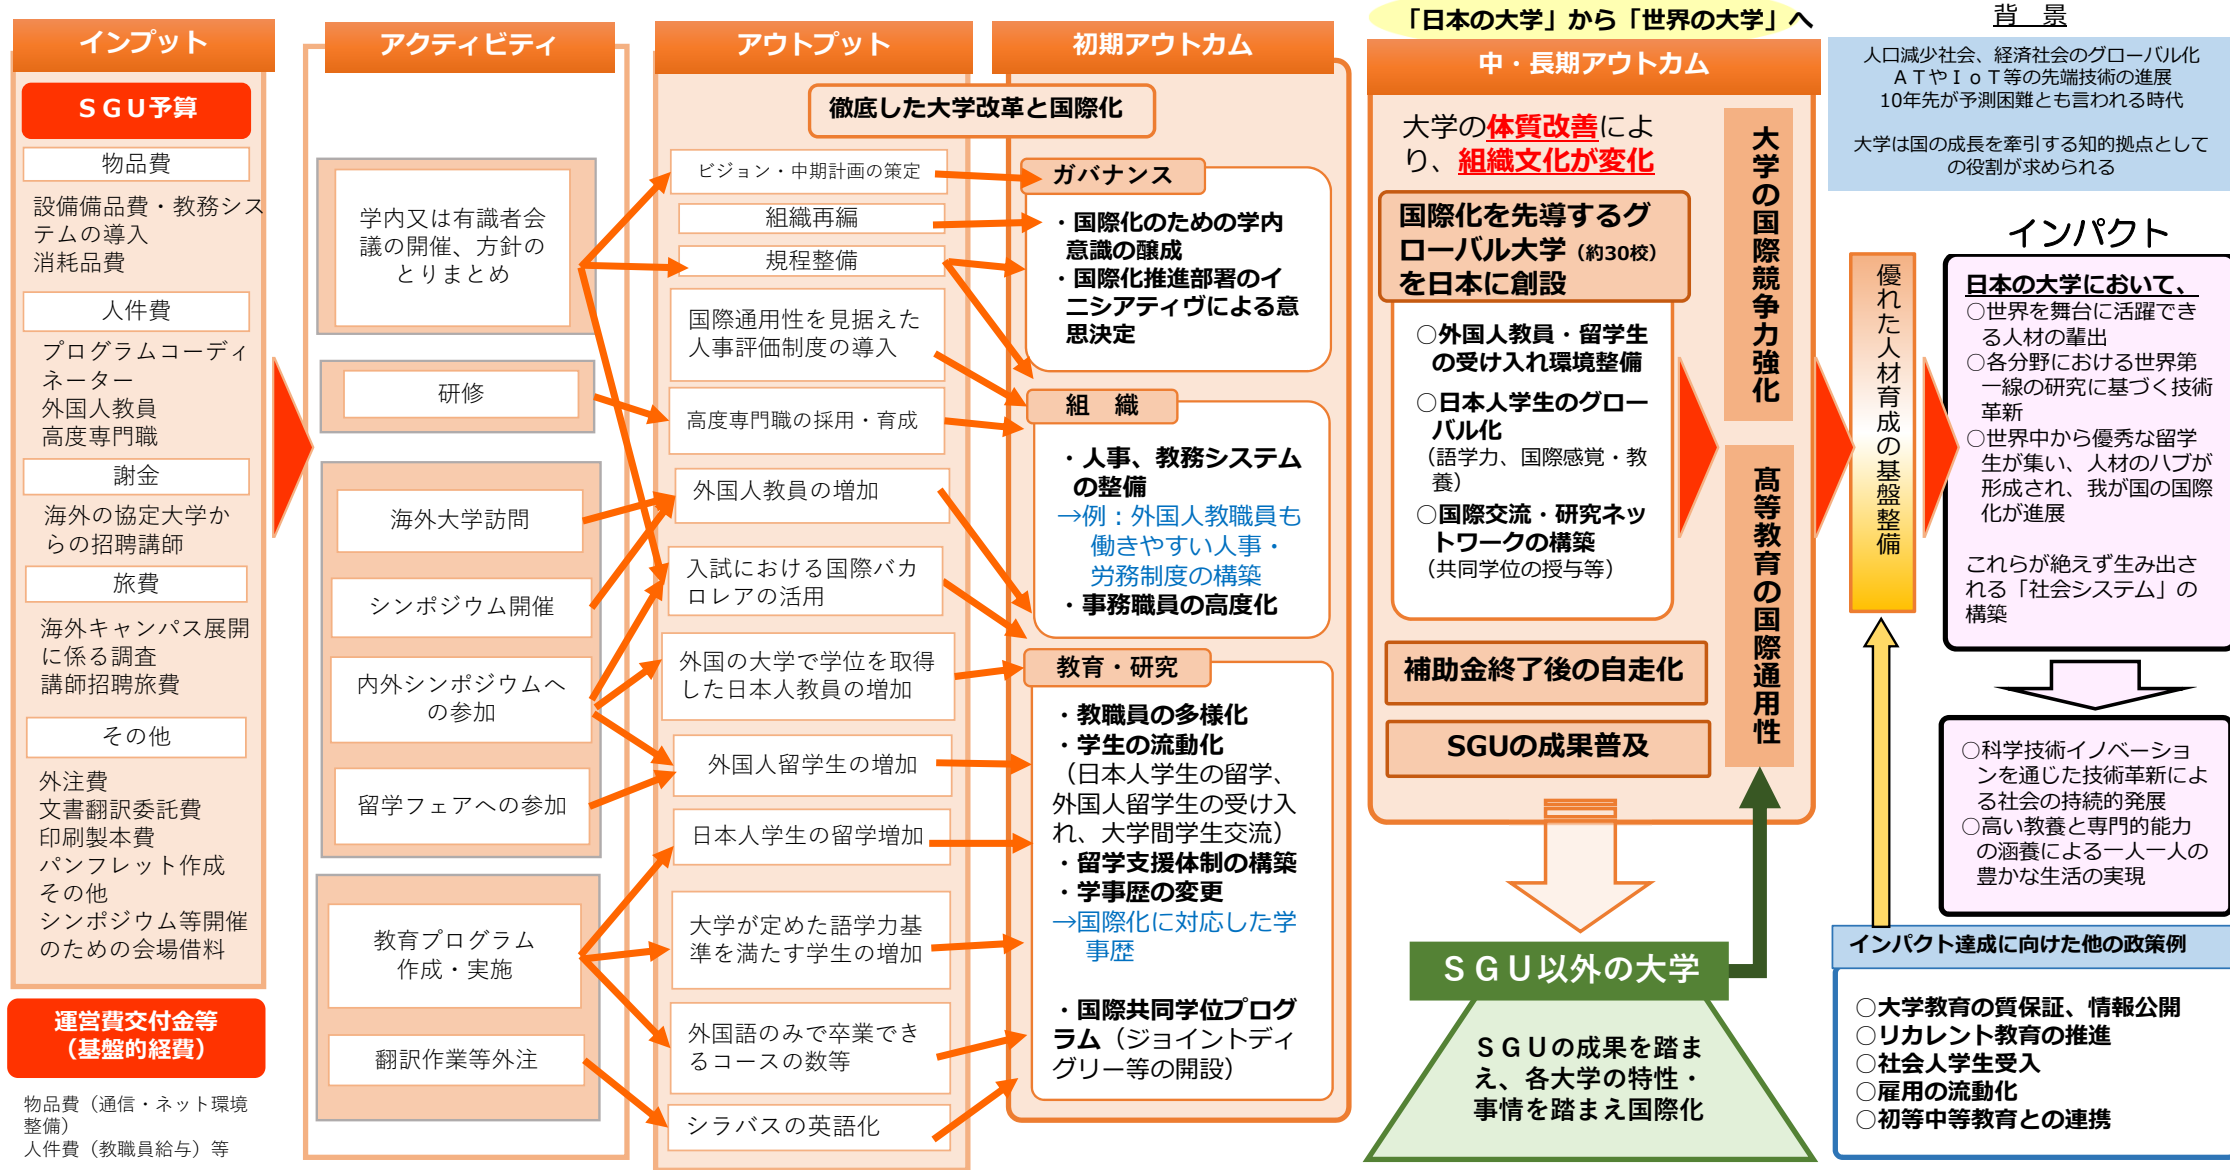 インプット
SGU予算
物品費
設備備品費・教務シス
テムの導入
消耗品費
人件費
プログラムコーディ
ネーター
外国人教員
高度専門職
謝金
海外の協定大学か
らの招聘講師
旅費
海外キャンパス展開
に係る調査
講師招聘旅費
その他
外注費
文書翻訳委託費
印刷製本費
パンフレット作成
その他
シンポジウム等開催
のための会場借料
運営費交付金等
（基盤的経費）
物品費（通信・ネット環境
整備）
人件費（教職員給与）等
アクティビティ
学内又は有識者会
議の開催、方針の
とりまとめ
研修
海外大学訪問
シンポジウム開催
内外シンポジウムへ
の参加
留学フェアへの参加
教育プログラム
作成・実施
翻訳作業等外注
アウトプット
初期アウトカム
徹底した大学改革と国際化
ビジョン・中期計画の策定
組織再編
規程整備
国際通用性を見据えた
人事評価制度の導入
高度専門職の採用・育成
外国人教員の増加
入試における国際バカ
ロレアの活用
外国の大学で学位を取得
した日本人教員の増加
外国人留学生の増加
日本人学生の留学増加
大学が定めた語学力基
準を満たす学生の増加
外国語のみで卒業でき
るコースの数等
シラバスの英語化
ガバナンス
・国際化のための学内
意識の醸成
・国際化推進部署のイ
ニシアティヴによる意
思決定
組　織
・人事、教務システム
の整備
→例：外国人教職員も
働きやすい人事・
労務制度の構築
・事務職員の高度化
教育・研究
・教職員の多様化
・学生の流動化
（日本人学生の留学、
外国人留学生の受け入
れ、大学間学生交流）
・留学支援体制の構築
・学事歴の変更
→国際化に対応した学
事歴
・国際共同学位プログ
ラム（ジョイントディ
グリー等の開設）
「日本の大学」から「世界の大学」へ
中・長期アウトカム
大学の体質改善によ
り、組織文化が変化
国際化を先導するグ
ローバル大学（約30校）
を日本に創設
○外国人教員・留学生
の受け入れ環境整備
○日本人学生のグロー
バル化
（語学力、国際感覚・教
養）
○国際交流・研究ネッ
トワークの構築
（共同学位の授与等）
補助金終了後の自走化
SGUの成果普及
大学の国際競争力強化
高等教育の国際通用性
SGU以外の大学
SGUの成果を踏ま
え、各大学の特性・
事情を踏まえ国際化
優れた人材育成の基盤整備
背　景
人口減少社会、経済社会のグローバル化
ATやIoT等の先端技術の進展
10年先が予測困難とも言われる時代
大学は国の成長を牽引する知的拠点として
の役割が求められる
インパクト
日本の大学において、
○世界を舞台に活躍でき
る人材の輩出
○各分野における世界第
一線の研究に基づく技術
革新
○世界中から優秀な留学
生が集い、人材のハブが
形成され、我が国の国際
化が進展
これらが絶えず生み出さ
れる「社会システム」の
構築
○科学技術イノベーショ
ンを通じた技術革新によ
る社会の持続的発展
○高い教養と専門的能力
の涵養による一人一人の
豊かな生活の実現
インパクト達成に向けた他の政策例
○大学教育の質保証、情報公開
○リカレント教育の推進
○社会人学生受入
○雇用の流動化
○初等中等教育との連携